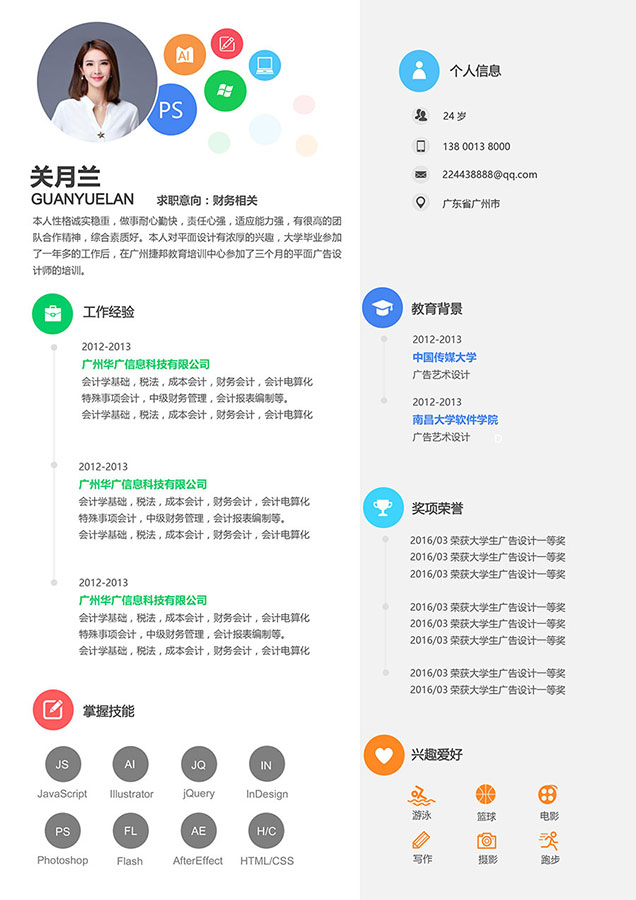 AI
PS
关月兰
GUANYUELAN
求职意向：财务相关
本人性格诚实稳重，做事耐心勤快，责任心强，适应能力强，有很高的团
队合作精神，综合素质好。本人对平面设计有浓厚的兴趣，大学毕业参加
了一年多的工作后，在广州捷邦教育培训中心参加了三个月的平面广告设
计师的培训。
工作经验
2012-2013
广州华广信息科技有限公司
会计学基础，税法，成本会计，财务会计，会计电算化
特殊事项会计，中级财务管理，会计报表编制等。
会计学基础，税法，成本会计，财务会计，会计电算化
2012-2013
广州华广信息科技有限公司
会计学基础，税法，成本会计，财务会计，会计电算化
特殊事项会计，中级财务管理，会计报表编制等。
会计学基础，税法，成本会计，财务会计，会计电算化
2012-2013
广州华广信息科技有限公司
会计学基础，税法，成本会计，财务会计，会计电算化
特殊事项会计，中级财务管理，会计报表编制等。
会计学基础，税法，成本会计，财务会计，会计电算化
掌握技能
JS AI JQ IN
JavaScript Illustrator jQuery InDesign
PS FL AE H/C
Photoshop Flash AfterEffect HTML/CSS
个人信息
24 岁
138 0013 8000
224438888@qq.com
广东省广州市
教育背景
2012-2013
中国传媒大学
广告艺术设计
2012-2013
南昌大学软件学院
广告艺术设计
奖项荣誉
2016/03 荣获大学生广告设计一等奖
2016/03 荣获大学生广告设计一等奖
2016/03 荣获大学生广告设计一等奖
2016/03 荣获大学生广告设计一等奖
2016/03 荣获大学生广告设计一等奖
2016/03 荣获大学生广告设计一等奖
2016/03 荣获大学生广告设计一等奖
2016/03 荣获大学生广告设计一等奖
兴趣爱好
游泳 篮球 电影
写作 摄影 跑步